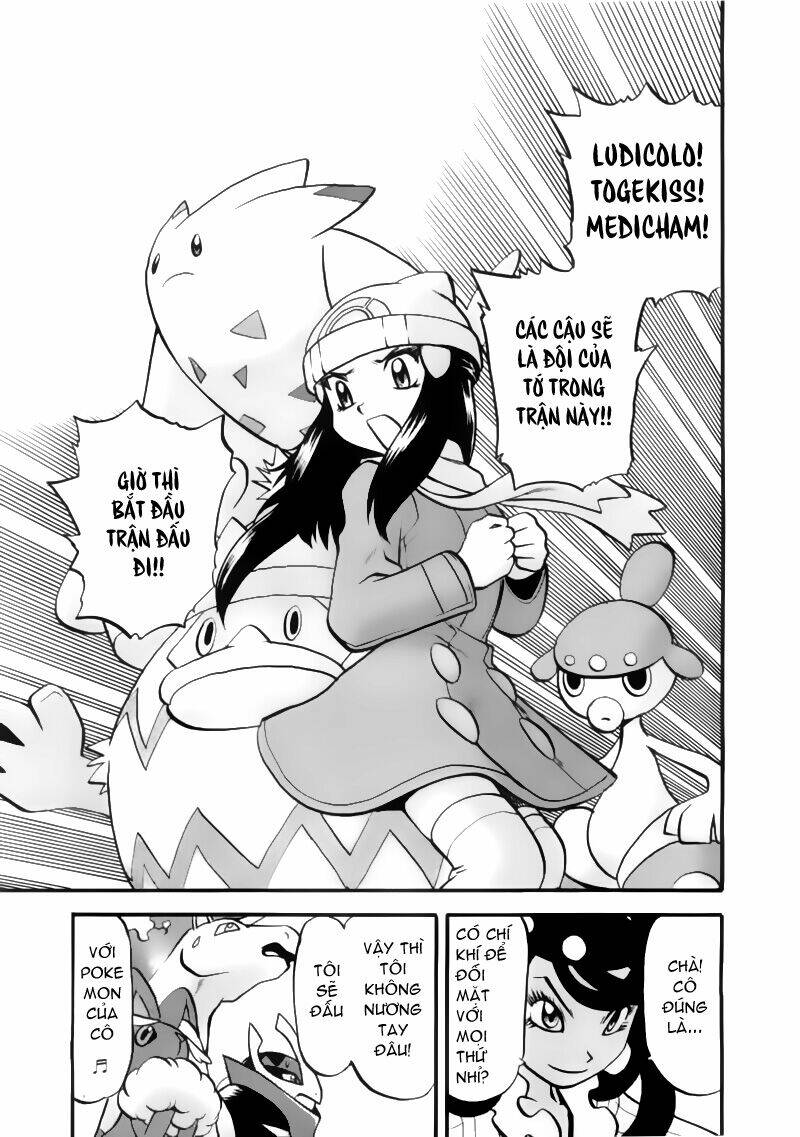 LUDICOLO!
TOGEKISS!
MEDICHAM!
CÁC CẬU SẼ
LÀ ĐỘI CỦA
TỚ TRONG
TRẬN NÀY!!
GIỜ THÌ
BẮT ĐẦU
TRẬN ĐẤU
ĐI!!
CHÀ!
CÔ
ĐÚNG
LÀ...
CÓ CHÍ
KHÍ ĐỂ
ĐỐI
MẶT
VỚI
MỌI
THỨ
NHỈ?
VẬY THÌ
TÔI
KHÔNG
NƯƠNG
TAY
ĐÂU!
TÔI
SẼ
ĐẤU
VỚI
POKE
MON
CỦA
CÔ
♫